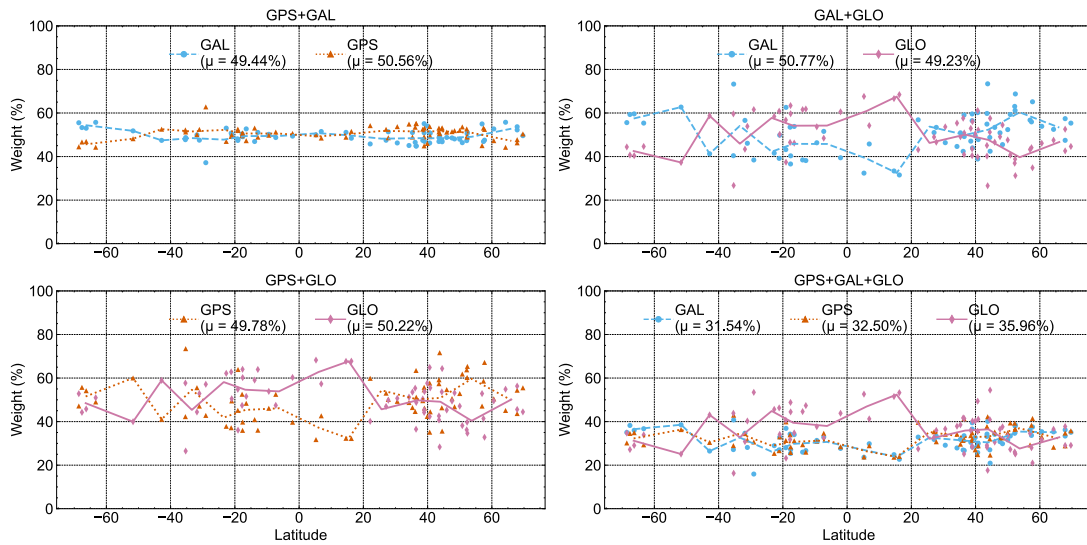 GPS+GAL
GAL
(μ = 49.44%)
GPS
(μ = 50.56%)
Weight (%)
100
80
60
40
20
0
−60
−40
−20
0
20
40
60
GAL+GLO
GAL
(μ = 50.77%)
GLO
(μ = 49.23%)
Weight (%)
100
80
60
40
20
0
−60
−40
−20
0
20
40
60
GPS+GLO
GPS
(μ = 49.78%)
GLO
(μ = 50.22%)
Weight (%)
100
80
60
40
20
0
−60
−40
−20
0
20
40
60
Latitude
GPS+GAL+GLO
GAL
(μ = 31.54%)
GPS
(μ = 32.50%)
GLO
(μ = 35.96%)
Weight (%)
100
80
60
40
20
0
−60
−40
−20
0
20
40
60
Latitude